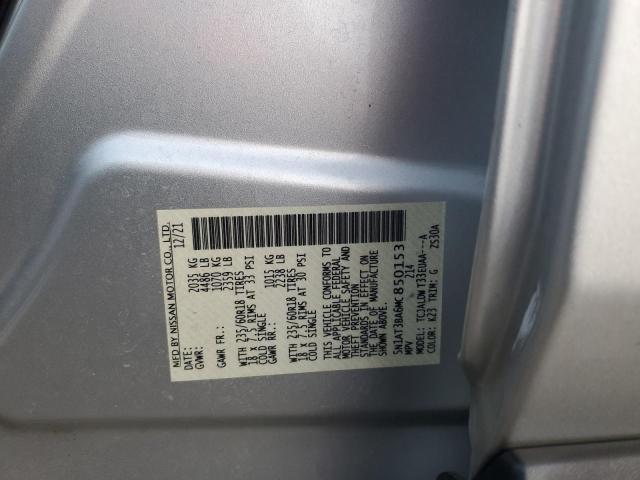 MFD BY NISSAN MOTOR CO., LTD.
12/21
GVWR: 2035 KG
4486 LB
GAWR FR.: 1070 KG
2359 LB
WITH 235/60R18 TIRES
18 X 7.5 RIMS AT 33 PSI
COLD SINGLE
GAWR RR.: 1015 KG
2238 LB
WITH 235/60R18 TIRES
18 X 7.5 RIMS AT 30 PSI
COLD SINGLE
THIS VEHICLE CONFORMS TO
ALL APPLICABLE FEDERAL
MOTOR VEHICLE SAFETY AND
THEFT PREVENTION
STANDARDS IN EFFECT ON
THE DATE OF MANUFACTURE
SHOWN ABOVE.
5N1AT3BA6MC850153
MPV 214
MODEL: TCJALDW T33EUAA---A
COLOR: K23 TRIM: G ZS30A